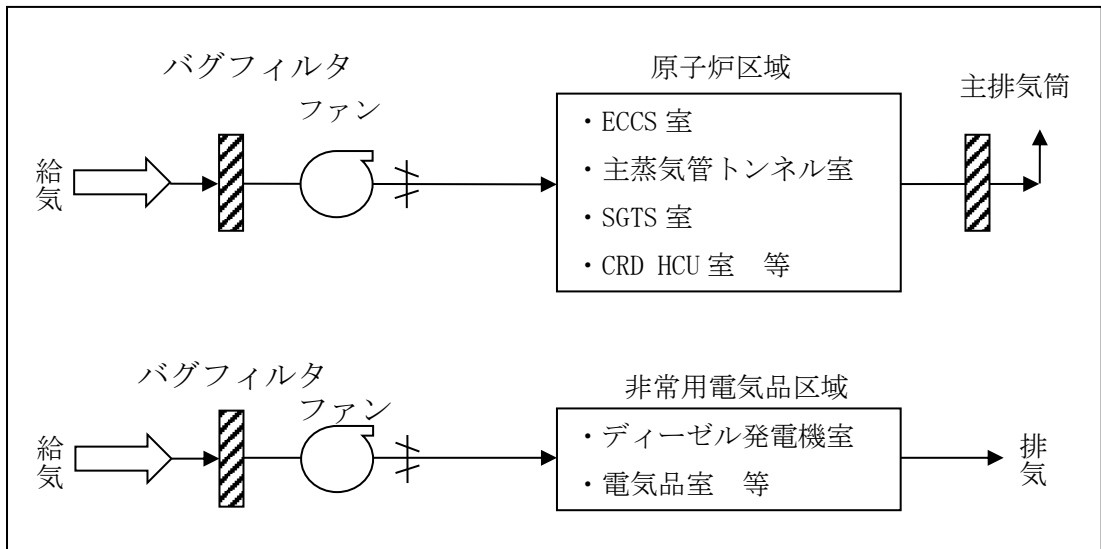 バグフィルタ
ファン
給気
原子炉区域
・ECCS 室
・主蒸気管トンネル室
・SGTS 室
・CRD HCU 室　等
主排気筒
バグフィルタ
ファン
給気
非常用電気品区域
・ディーゼル発電機室
・電気品室　等
排気